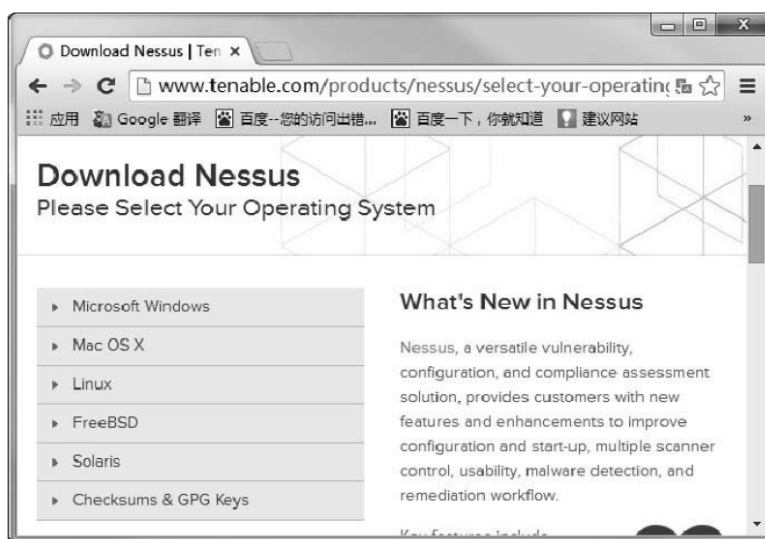 Download Nessus | Ten
www.tenable.com/products/nessus/select-your-operating
应用 Google 翻译 百度--您的访问出错... 百度一下，你就知道 建议网站 »
Download Nessus
Please Select Your Operating System
Microsoft Windows
Mac OS X
Linux
FreeBSD
Solaris
Checksums & GPG Keys
What's New in Nessus
Nessus, a versatile vulnerability,
configuration, and compliance assessment
solution, provides customers with new
features and enhancements to improve
configuration and start-up, multiple scanner
control, usability, malware detection, and
remediation workflow.
Key features include